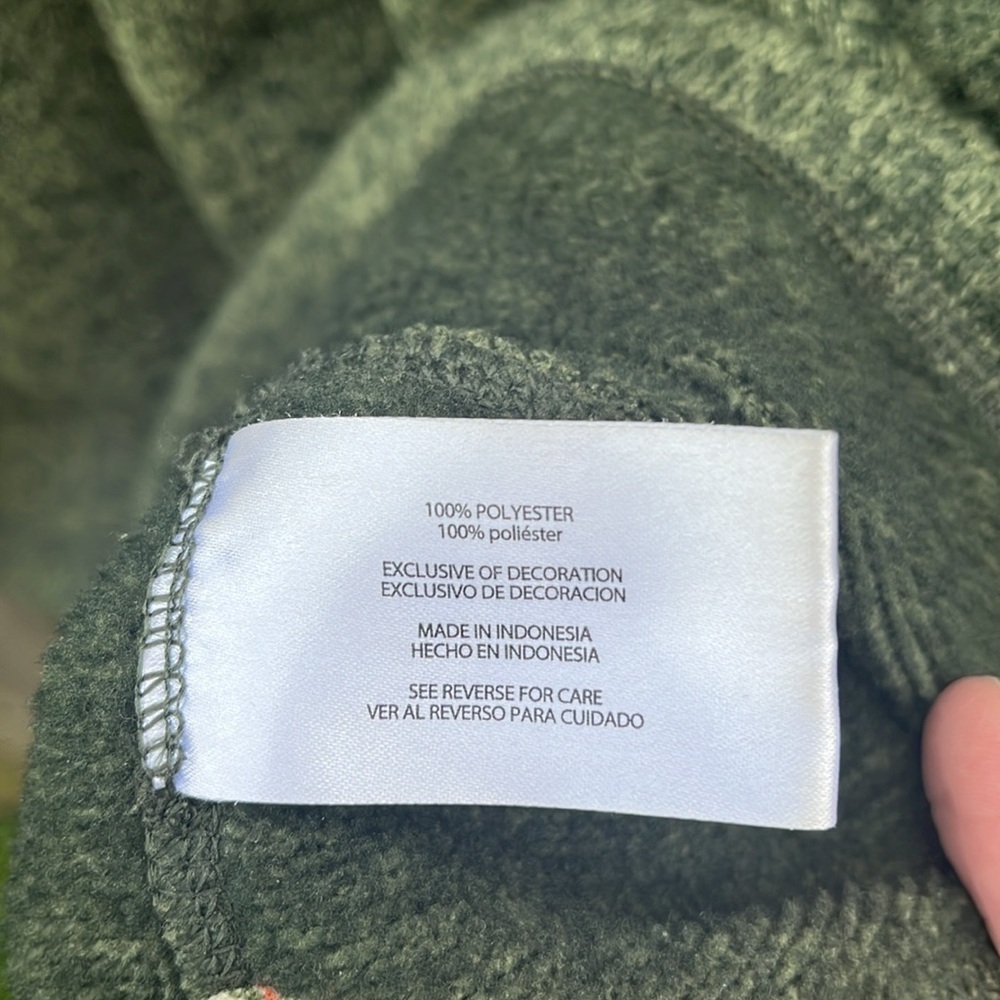 100% POLYESTER
100% poliéster
EXCLUSIVE OF DECORATION
EXCLUSIVO DE DECORACION
MADE IN INDONESIA
HECHO EN INDONESIA
SEE REVERSE FOR CARE
VER AL REVERSO PARA CUIDADO